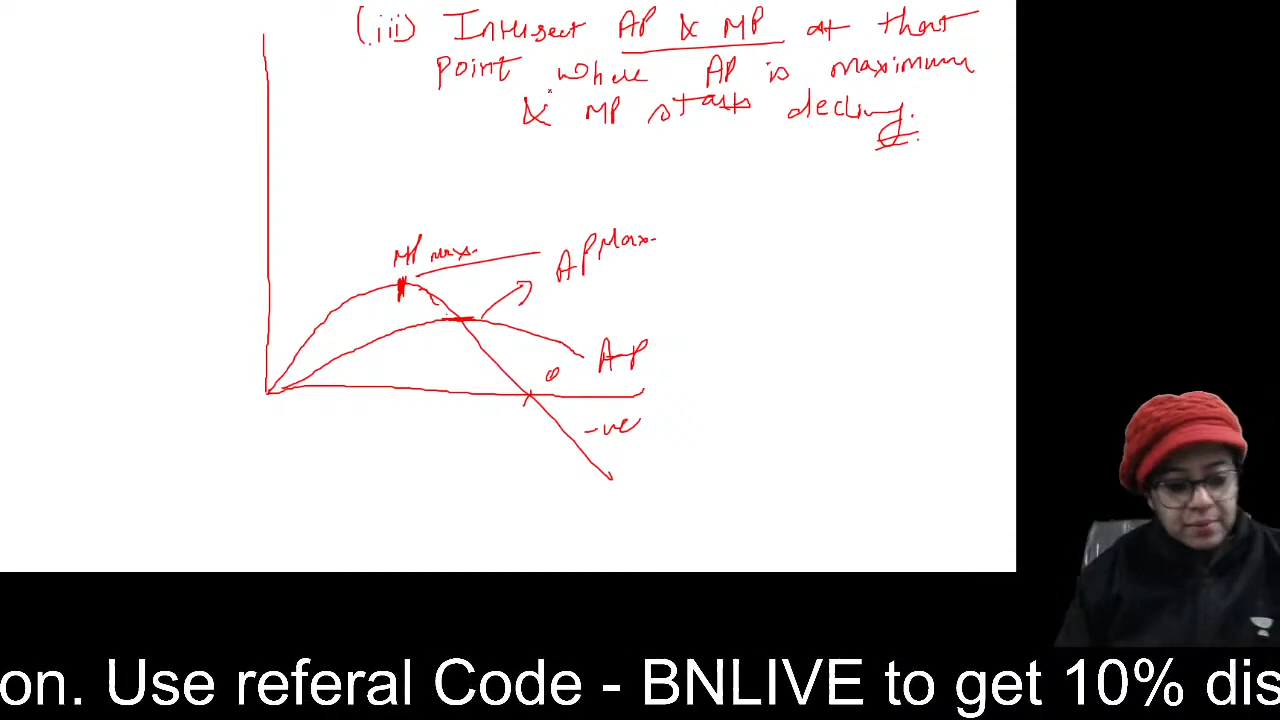 (iii) Intersect AP & MP at that
point where AP is maximum
& MP starts
MP max.
AP Max.
AP
0
-ve
on. Use referal Code - BNLIVE to get 10% dis